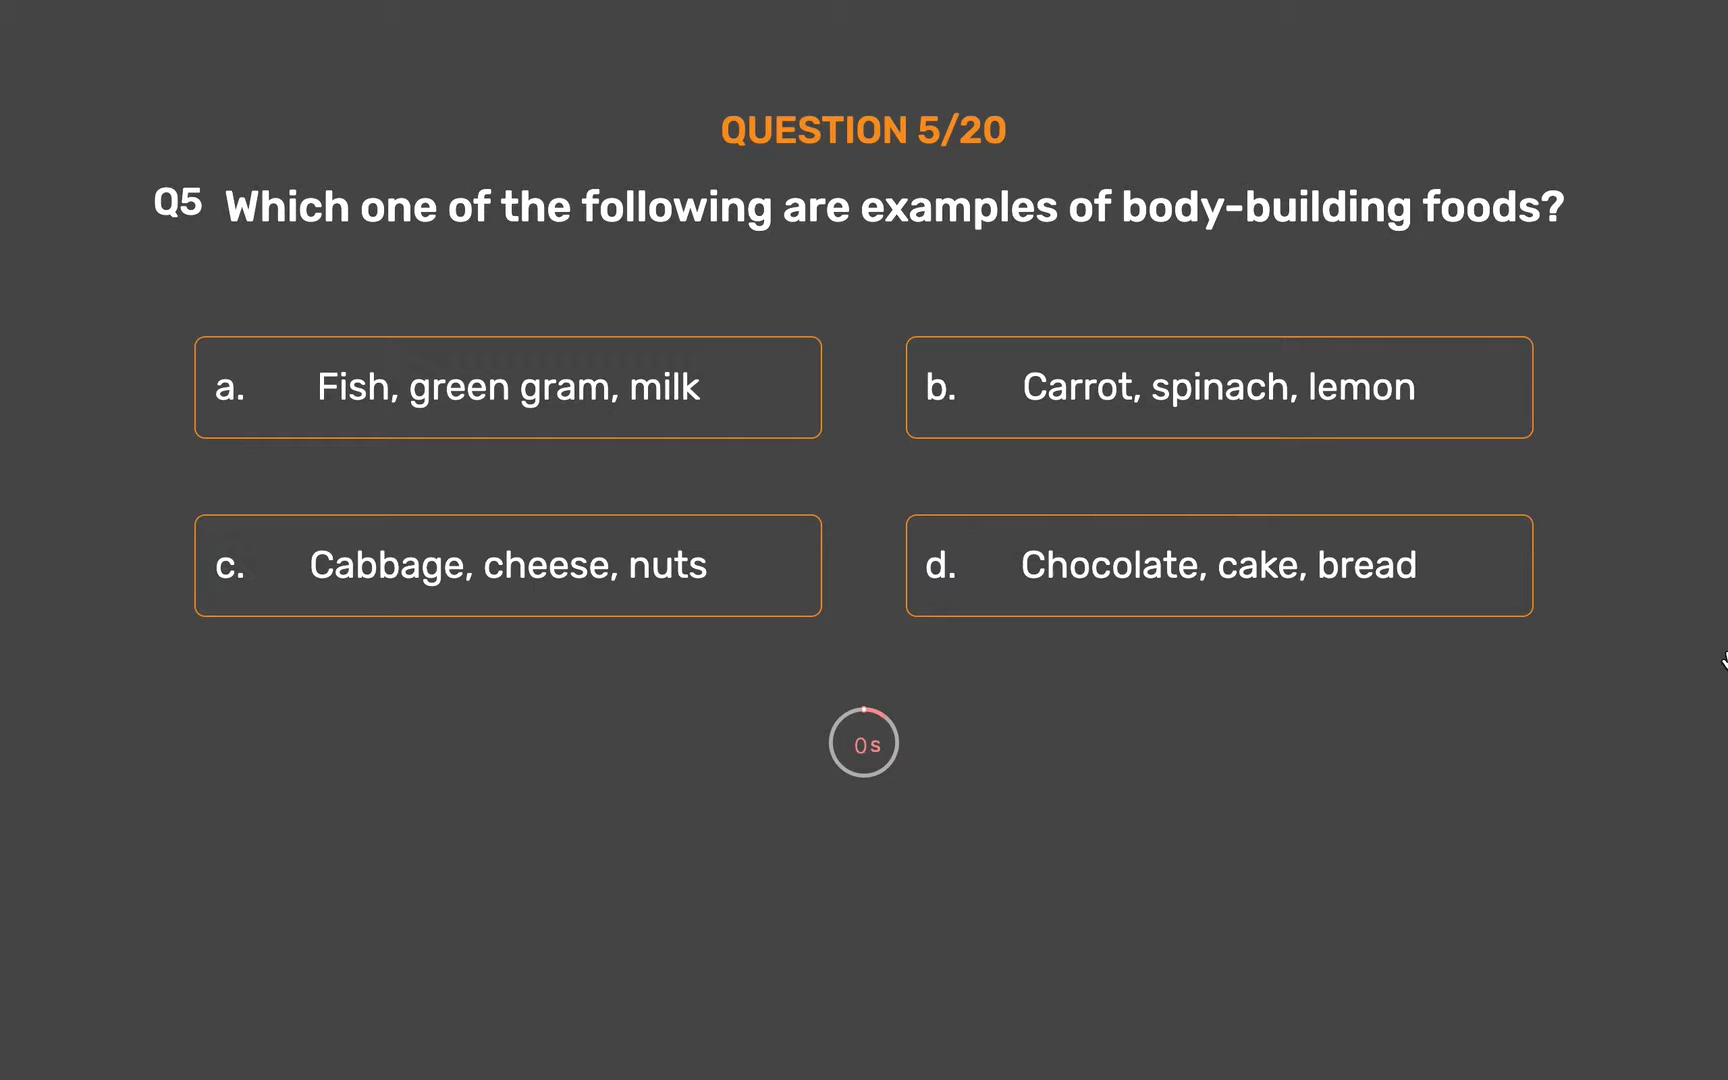 QUESTION 5/20
Q5 Which one of the following are examples of body-building foods?
a. Fish, green gram, milk
b. Carrot, spinach, lemon
c. Cabbage, cheese, nuts
d. Chocolate, cake, bread
0 s